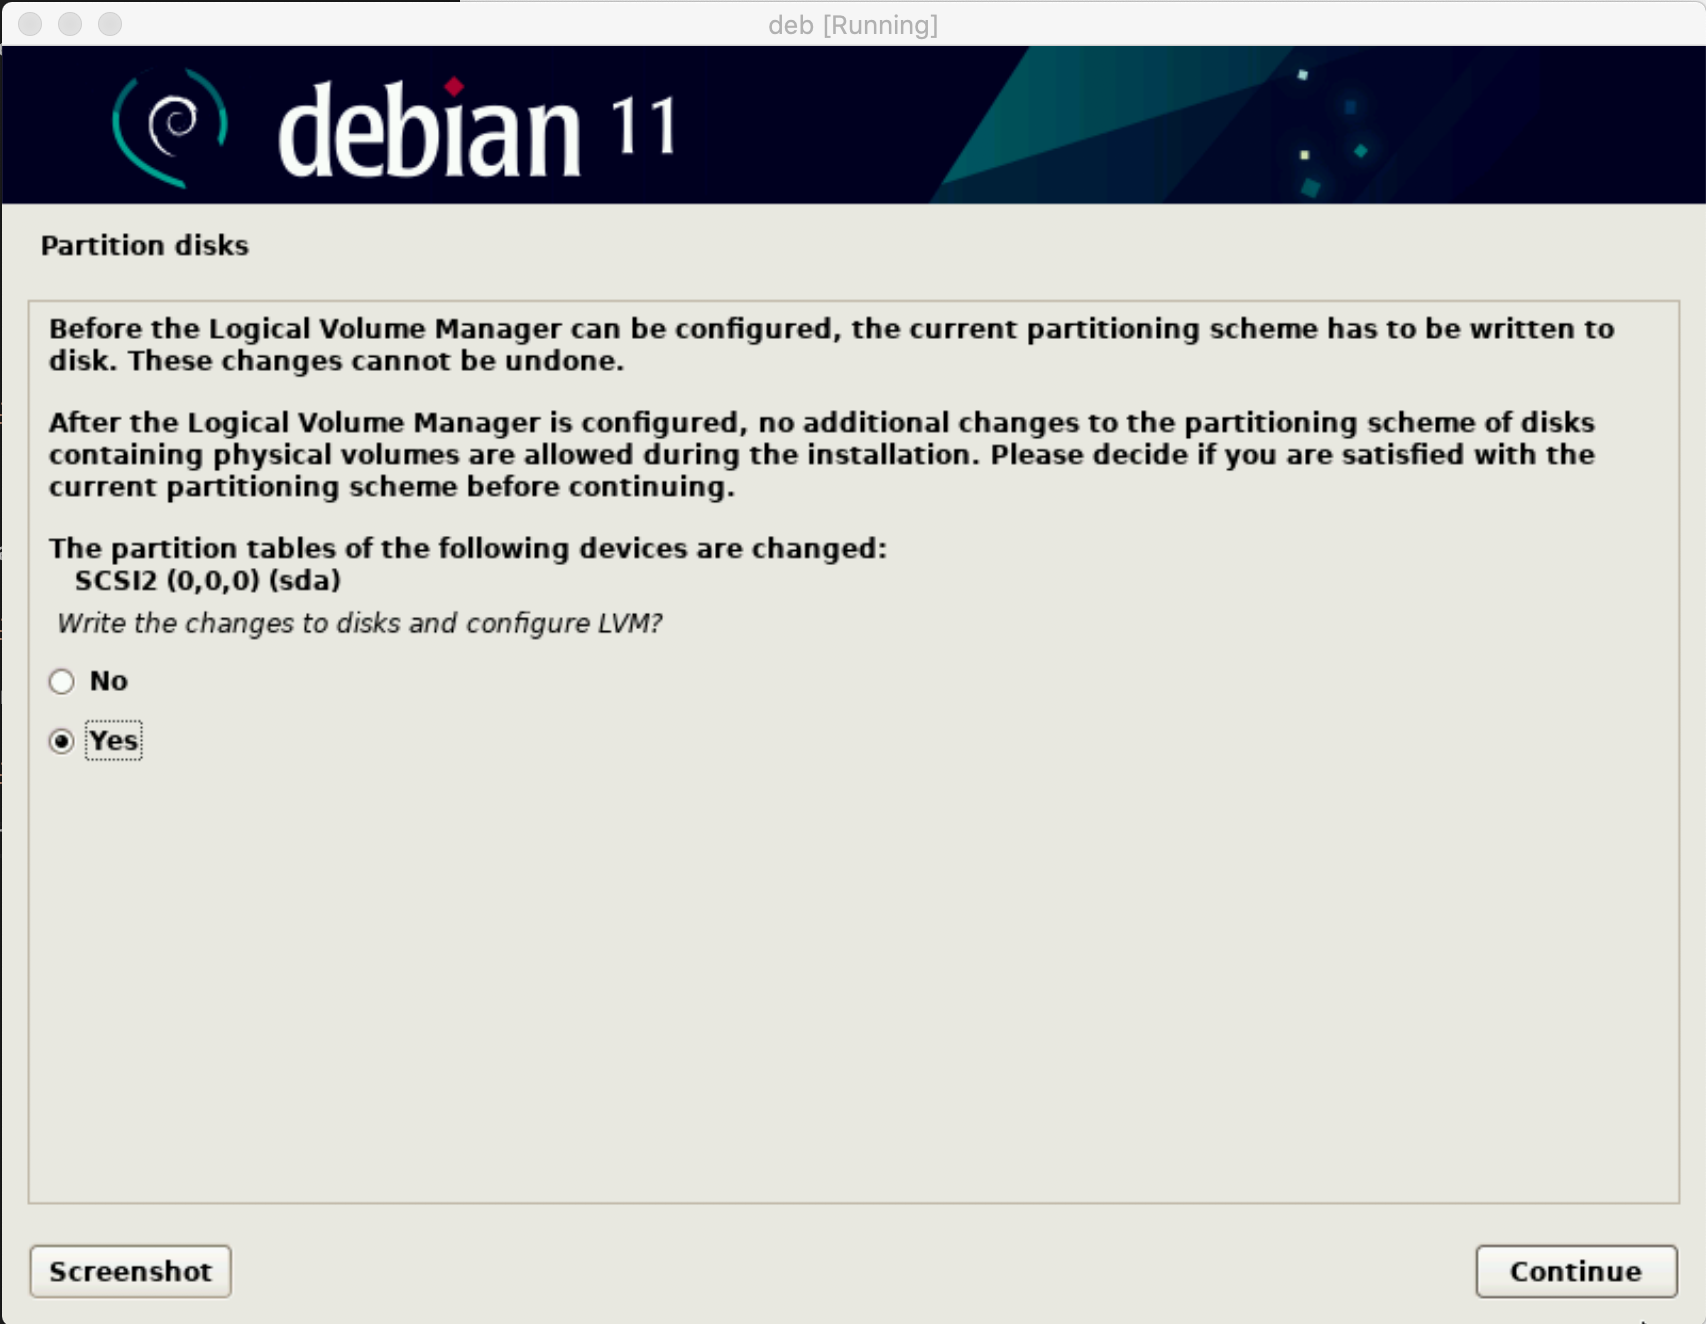 deb [Running]
debian 11
Partition disks
Before the Logical Volume Manager can be configured, the current partitioning scheme has to be written to
disk. These changes cannot be undone.
After the Logical Volume Manager is configured, no additional changes to the partitioning scheme of disks
containing physical volumes are allowed during the installation. Please decide if you are satisfied with the
current partitioning scheme before continuing.
The partition tables of the following devices are changed:
SCSI2 (0,0,0) (sda)
Write the changes to disks and configure LVM?
No
Yes
Screenshot
Continue